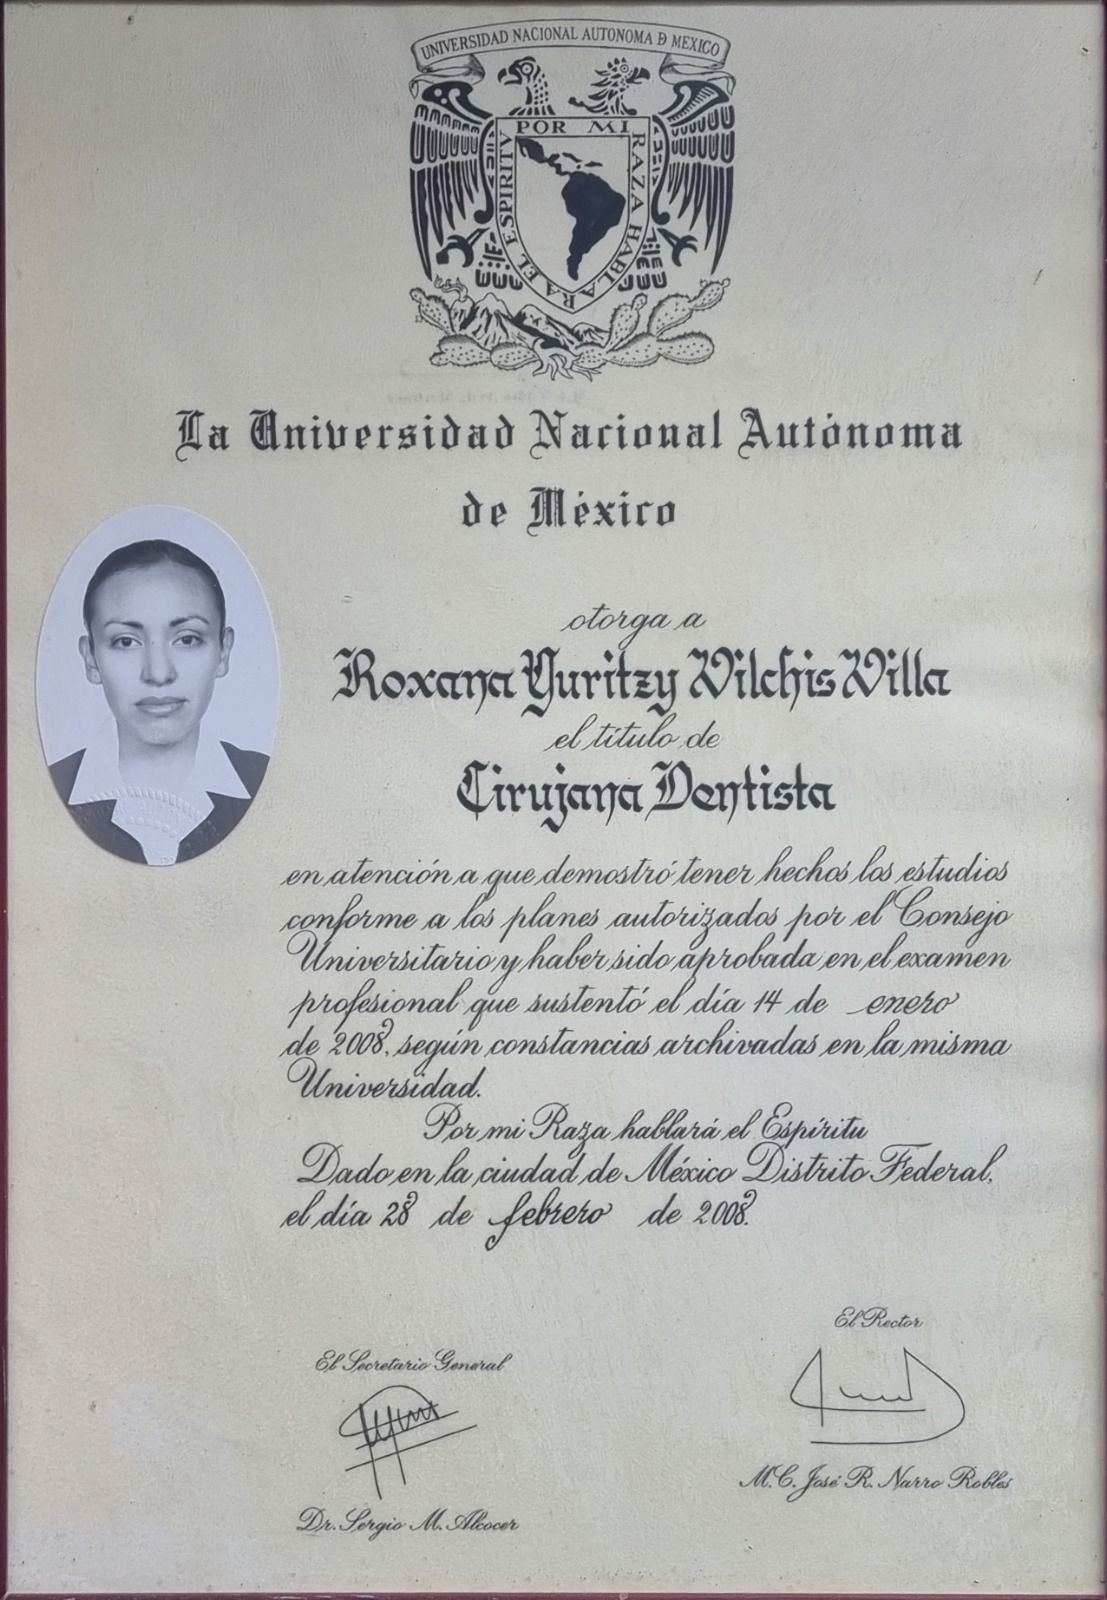 UNIVERSIDAD NACIONAL AUTONOMA D MEXICO
POR MI RAZA HABLARA EL ESPIRITV
La Universidad Nacional Autónoma
de México
otorga a
Roxana Yuritzy Vilchis Villa
el título de
Cirujana Dentista
en atención a que demostró tener hechos los estudios
conforme a los planes autorizados por el Consejo
Universitario y haber sido aprobada en el examen
profesional que sustentó el día 14 de enero
de 2008, según constancias archivadas en la misma
Universidad.
Por mi Raza hablará el Espíritu
Dado en la ciudad de México Distrito Federal,
el día 28 de febrero de 2008.
El Rector
El Secretario General
M.C. José R. Narro Robles
Dr. Sergio M. Alcocer